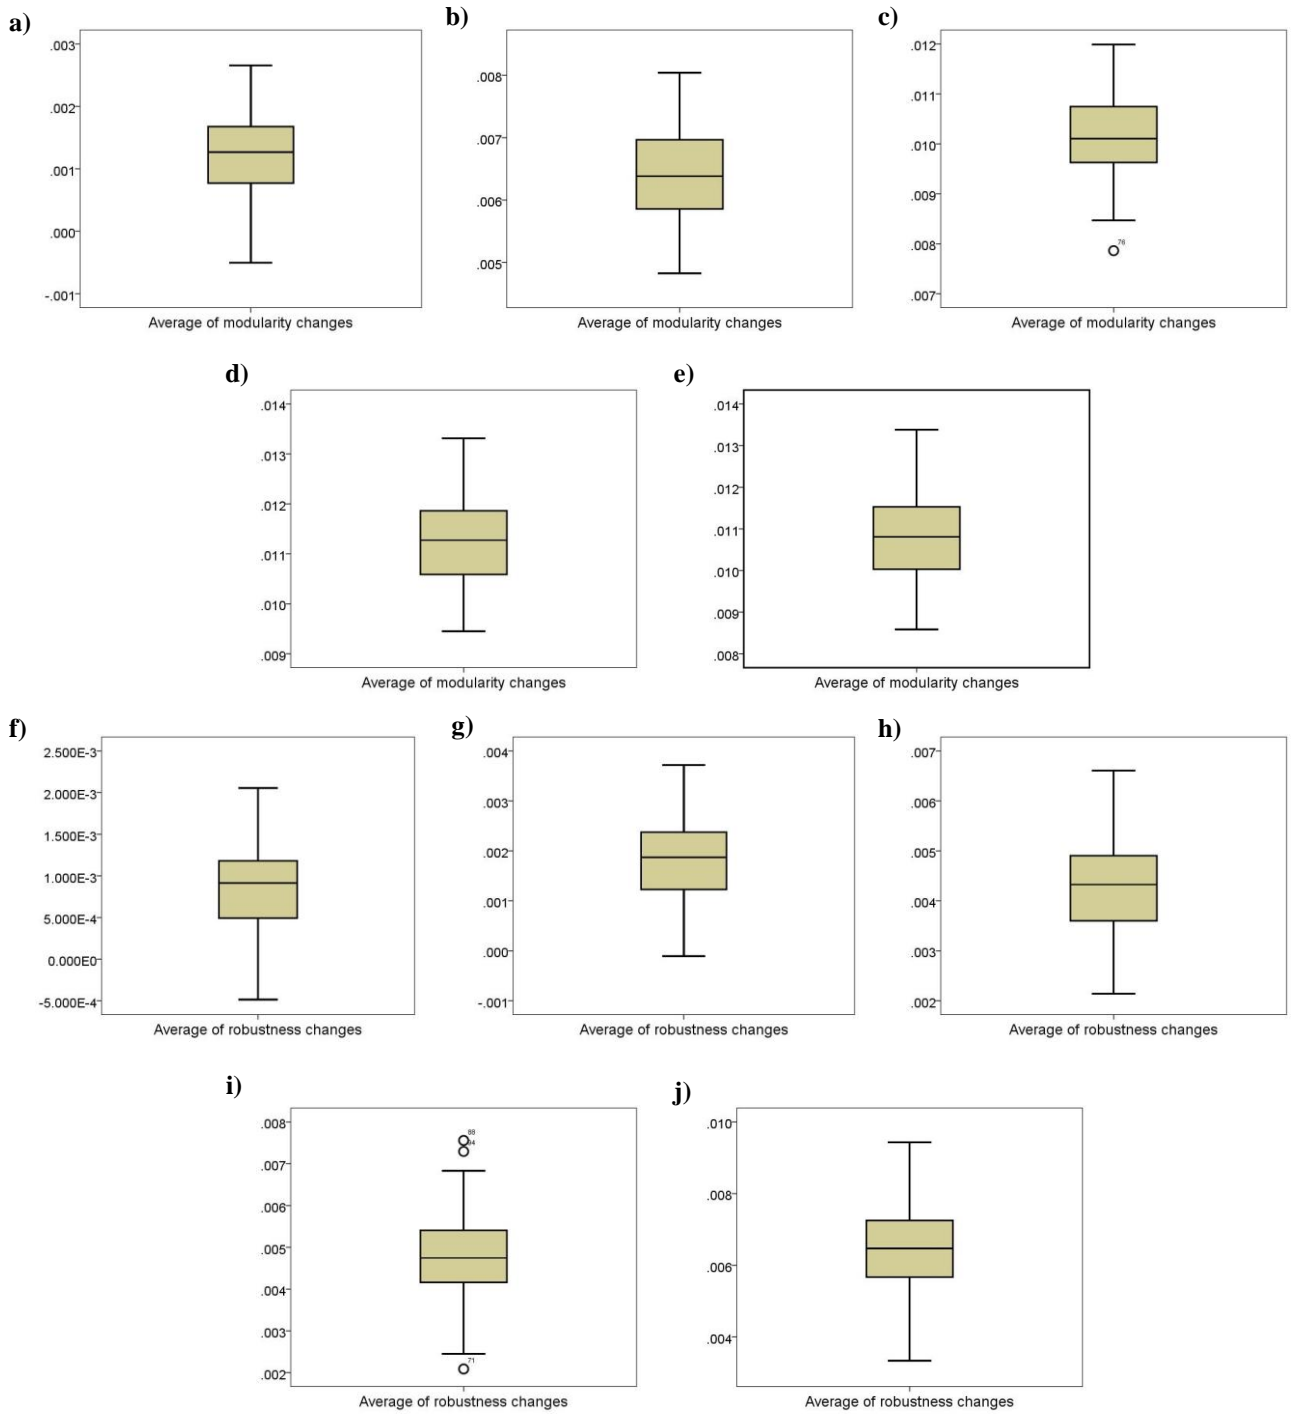 a)
.003
.002
.001
.000
-.001
Average of modularity changes
b)
.008
.007
.006
.005
Average of modularity changes
c)
.012
.011
.010
.009
.008
.007
76
Average of modularity changes
d)
.014
.013
.012
.011
.010
.009
Average of modularity changes
e)
.014
.013
.012
.011
.010
.009
.008
Average of modularity changes
f)
2.500E-3
2.000E-3
1.500E-3
1.000E-3
5.000E-4
0.000E0
-5.000E-4
Average of robustness changes
g)
.004
.003
.002
.001
.000
-.001
Average of robustness changes
h)
.007
.006
.005
.004
.003
.002
Average of robustness changes
i)
.008
.007
.006
.005
.004
.003
.002
71
Average of robustness changes
j)
.010
.008
.006
.004
Average of robustness changes